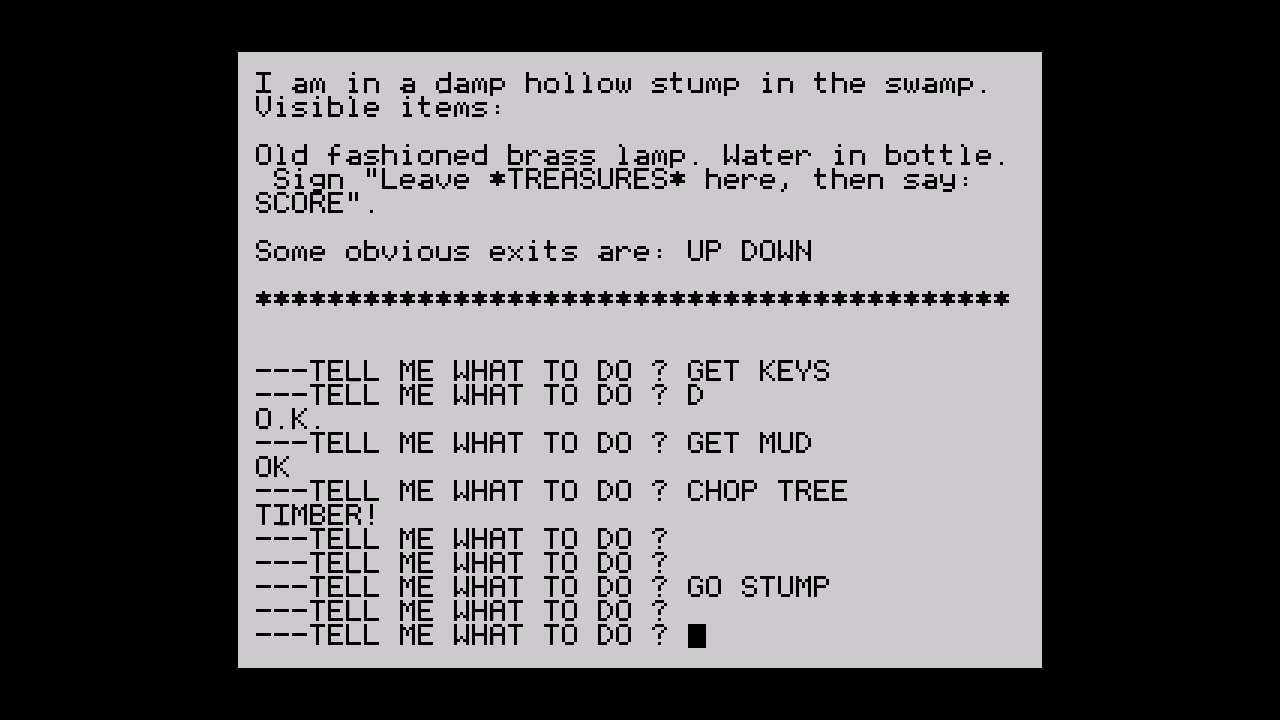 I am in a damp hollow stump in the swamp.
Visible items:
Old fashioned brass lamp. Water in bottle.
Sign "Leave *TREASURES* here, then say:
SCORE".
Some obvious exits are: UP DOWN
******************************************
---TELL ME WHAT TO DO ? GET KEYS
---TELL ME WHAT TO DO ? D
O.K.
---TELL ME WHAT TO DO ? GET MUD
OK
---TELL ME WHAT TO DO ? CHOP TREE
TIMBER!
---TELL ME WHAT TO DO ?
---TELL ME WHAT TO DO ?
---TELL ME WHAT TO DO ? GO STUMP
---TELL ME WHAT TO DO ?
---TELL ME WHAT TO DO ?